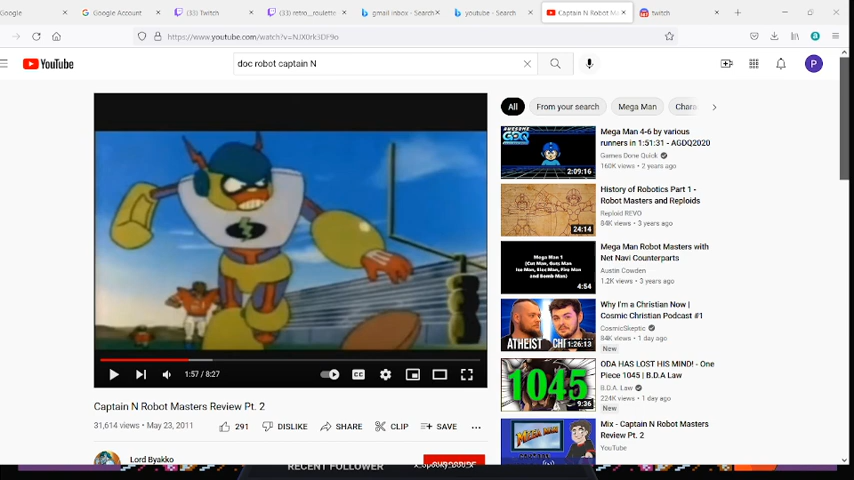 Google
Google Account
(33) Twitch
(33) retro_roulette
gmail inbox - Search
youtube - Search
Captain N Robot M
twitch
https://www.youtube.com/watch?v=NJX0rk3DF9o
YouTube
doc robot captain N
P
All
From your search
Mega Man
Chara
Mega Man 4-6 by various
runners in 1:51:31 - AGDQ2020
Games Done Quick
160K views • 2 years ago
2:09:16
History of Robotics Part 1 -
Robot Masters and Reploids
Reploid REVO
84K views • 3 years ago
24:14
Mega Man Robot Masters with
Net Navi Counterparts
Austin Cowden
1.2K views • 3 years ago
Mega Man 1
4:54
Why I'm a Christian Now |
Cosmic Christian Podcast #1
CosmicSkeptic
94K views • 1 day ago
New
ATHEIST
CHRI
1:26:13
ODA HAS LOST HIS MIND! - One
Piece 1045 | B.D.A Law
B.D.A. Law
224K views • 1 day ago
New
1045
9:36
Mix - Captain N Robot Masters
Review Pt. 2
YouTube
1:57 / 8:27
Captain N Robot Masters Review Pt. 2
31,614 views • May 23, 2011
291
DISLIKE
SHARE
CLIP
SAVE
Lord Byakko
RECENT FOLLOWER